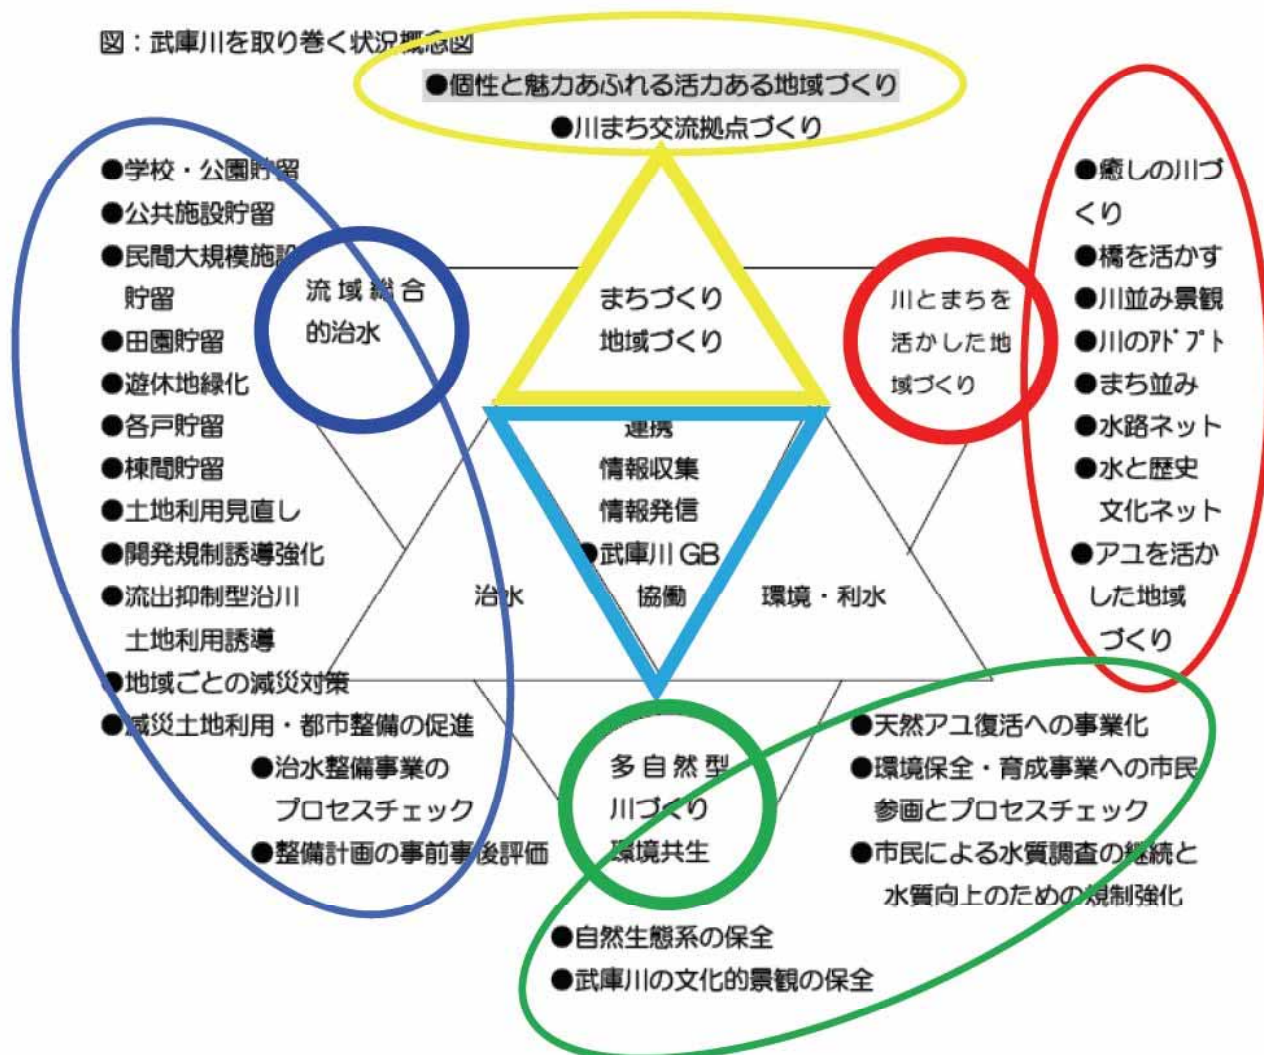 図：武庫川を取り巻く状況概念図
●個性と魅力あふれる活力ある地域づくり
●川まち交流拠点づくり
●学校・公園貯留
●公共施設貯留
●民間大規模施設
貯留
●田園貯留
●遊休地緑化
●各戸貯留
●棟間貯留
●土地利用見直し
●開発規制誘導強化
●流出抑制型沿川
土地利用誘導
●地域ごとの減災対策
●減災土地利用・都市整備の促進
●治水整備事業の
プロセスチェック
●整備計画の事前事後評価
流域総合
的治水
まちづくり
地域づくり
川とまちを
活かした地
域づくり
連携
情報収集
情報発信
●武庫川 GB
協働
治水
環境・利水
●癒しの川づ
くり
●橋を活かす
●川並み景観
●川のｱﾄﾞﾌﾟﾄ
●まち並み
●水路ネット
●水と歴史
文化ネット
●アユを活か
した地域
づくり
多自然型
川づくり
環境共生
●天然アユ復活への事業化
●環境保全・育成事業への市民
参画とプロセスチェック
●市民による水質調査の継続と
水質向上のための規制強化
●自然生態系の保全
●武庫川の文化的景観の保全